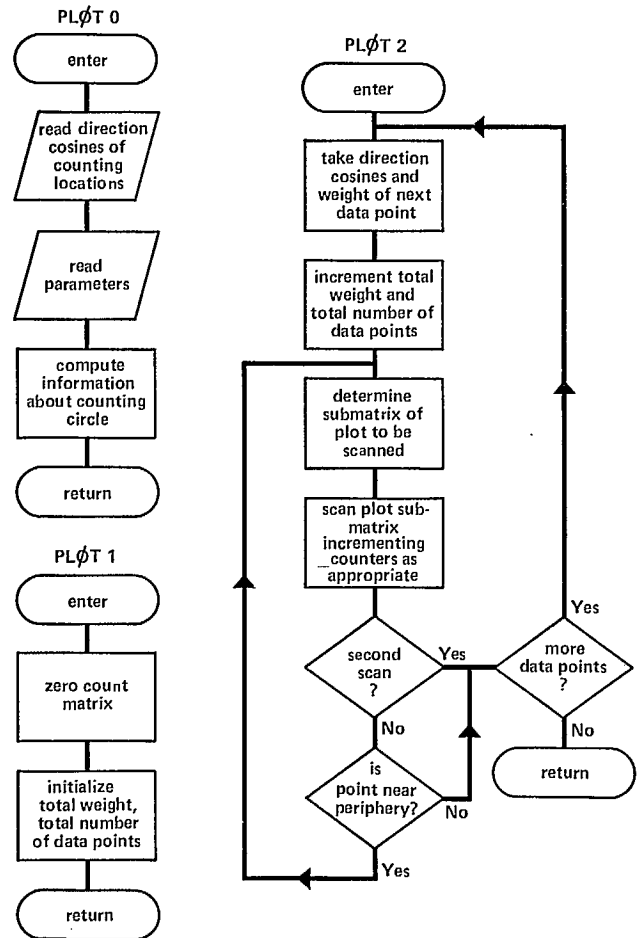 PLØT 0
enter
read direction
cosines of
counting
locations
read
parameters
compute
information
about counting
circle
return
PLØT 1
enter
zero count
matrix
initialize
total weight,
total number
of data points
return
PLØT 2
enter
take direction
cosines and
weight of next
data point
increment total
weight and
total number of
data points
determine
submatrix of
plot to be
scanned
scan plot sub-
matrix
incrementing
counters as
appropriate
second
scan
?
Yes
No
is
point near
periphery?
No
Yes
more
data points
?
Yes
No
return